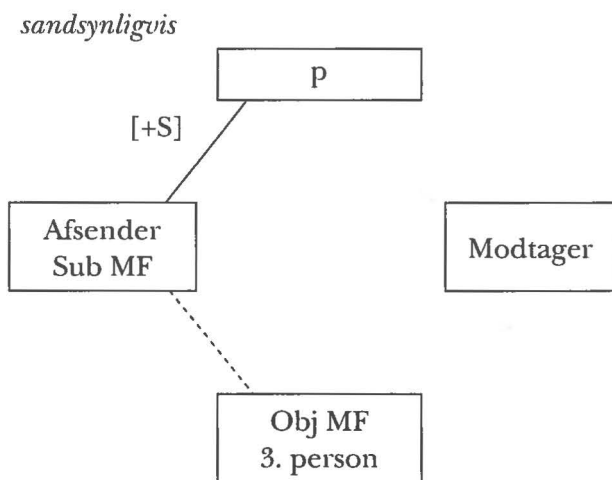 sandsynligvis
p
[+S]
Afsender
Sub MF
Modtager
Obj MF
3. person